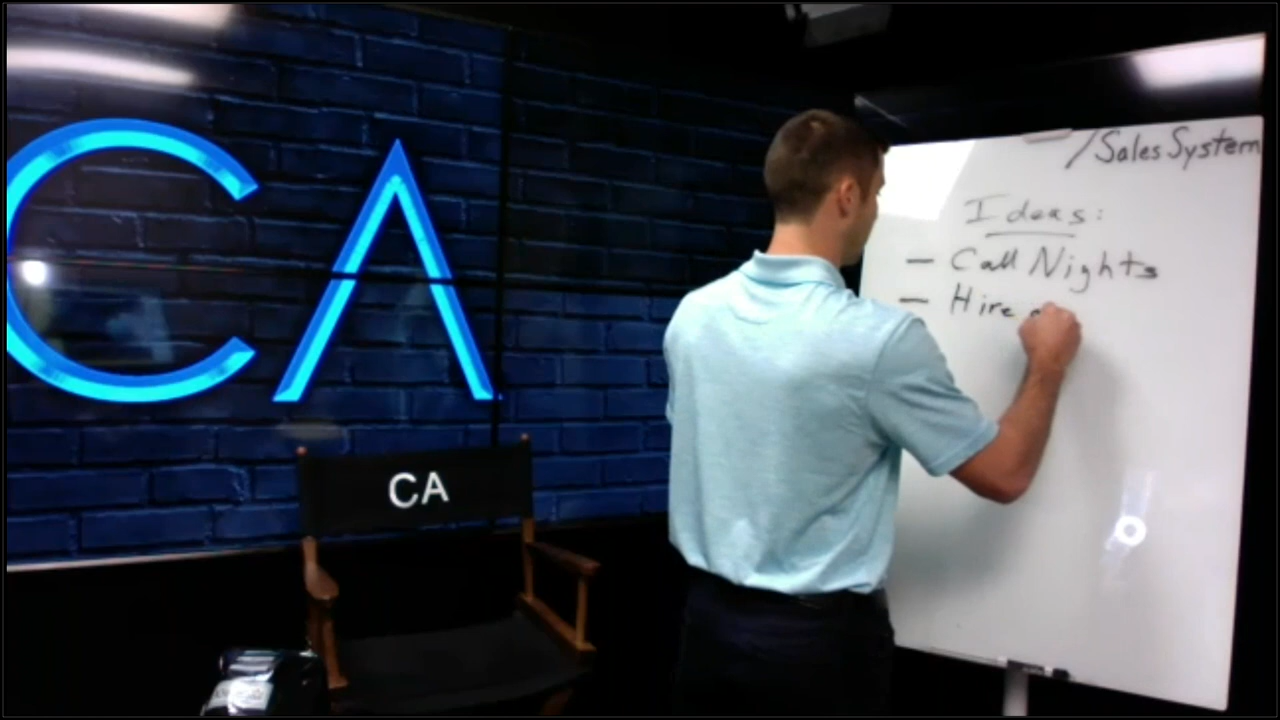 CA
CA
/Sales System
Ideas:
- Call Nights
- Hire